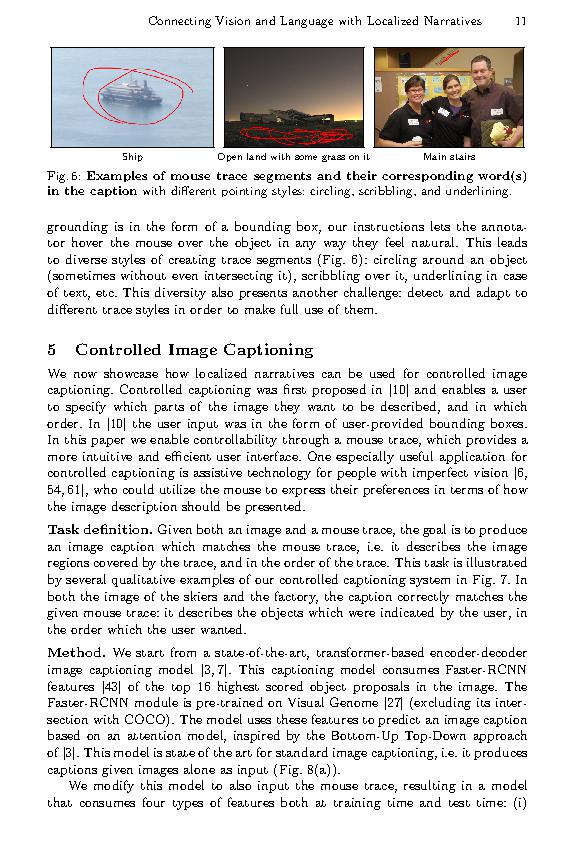 Connecting Vision and Language with Localized Narratives 11
Ship
Open land with some grass on it
Main stairs
Fig. 6: Examples of mouse trace segments and their corresponding word(s)
in the caption with different pointing styles: circling, scribbling, and underlining.
grounding is in the form of a bounding box, our instructions lets the annota-
tor hover the mouse over the object in any way they feel natural. This leads
to diverse styles of creating trace segments (Fig. 6): circling around an object
(sometimes without even intersecting it), scribbling over it, underlining in case
of text, etc. This diversity also presents another challenge: detect and adapt to
different trace styles in order to make full use of them.
5 Controlled Image Captioning
We now showcase how localized narratives can be used for controlled image
captioning. Controlled captioning was first proposed in [10] and enables a user
to specify which parts of the image they want to be described, and in which
order. In [10] the user input was in the form of user-provided bounding boxes.
In this paper we enable controllability through a mouse trace, which provides a
more intuitive and efficient user interface. One especially useful application for
controlled captioning is assistive technology for people with imperfect vision [6,
54,61], who could utilize the mouse to express their preferences in terms of how
the image description should be presented.
Task definition. Given both an image and a mouse trace, the goal is to produce
an image caption which matches the mouse trace, i.e. it describes the image
regions covered by the trace, and in the order of the trace. This task is illustrated
by several qualitative examples of our controlled captioning system in Fig. 7. In
both the image of the skiers and the factory, the caption correctly matches the
given mouse trace: it describes the objects which were indicated by the user, in
the order which the user wanted.
Method. We start from a state-of-the-art, transformer-based encoder-decoder
image captioning model [3,7]. This captioning model consumes Faster-RCNN
features [43] of the top 16 highest scored object proposals in the image. The
Faster-RCNN module is pre-trained on Visual Genome [27] (excluding its inter-
section with COCO). The model uses these features to predict an image caption
based on an attention model, inspired by the Bottom-Up Top-Down approach
of [3]. This model is state of the art for standard image captioning, i.e. it produces
captions given images alone as input (Fig. 8(a)).
We modify this model to also input the mouse trace, resulting in a model
that consumes four types of features both at training time and test time: (i)